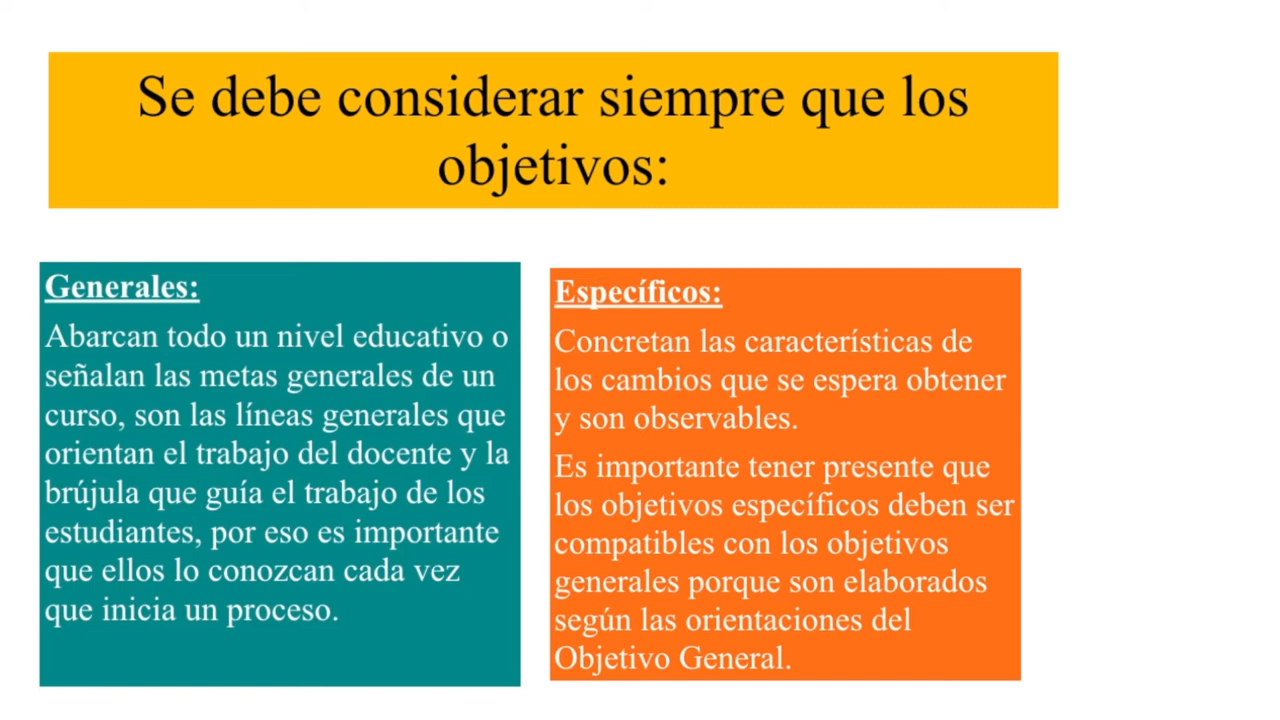 Se debe considerar siempre que los
objetivos:
Generales:
Abarcan todo un nivel educativo o
señalan las metas generales de un
curso, son las líneas generales que
orientan el trabajo del docente y la
brújula que guía el trabajo de los
estudiantes, por eso es importante
que ellos lo conozcan cada vez
que inicia un proceso.
Específicos:
Concretan las características de
los cambios que se espera obtener
y son observables.
Es importante tener presente que
los objetivos específicos deben ser
compatibles con los objetivos
generales porque son elaborados
según las orientaciones del
Objetivo General.